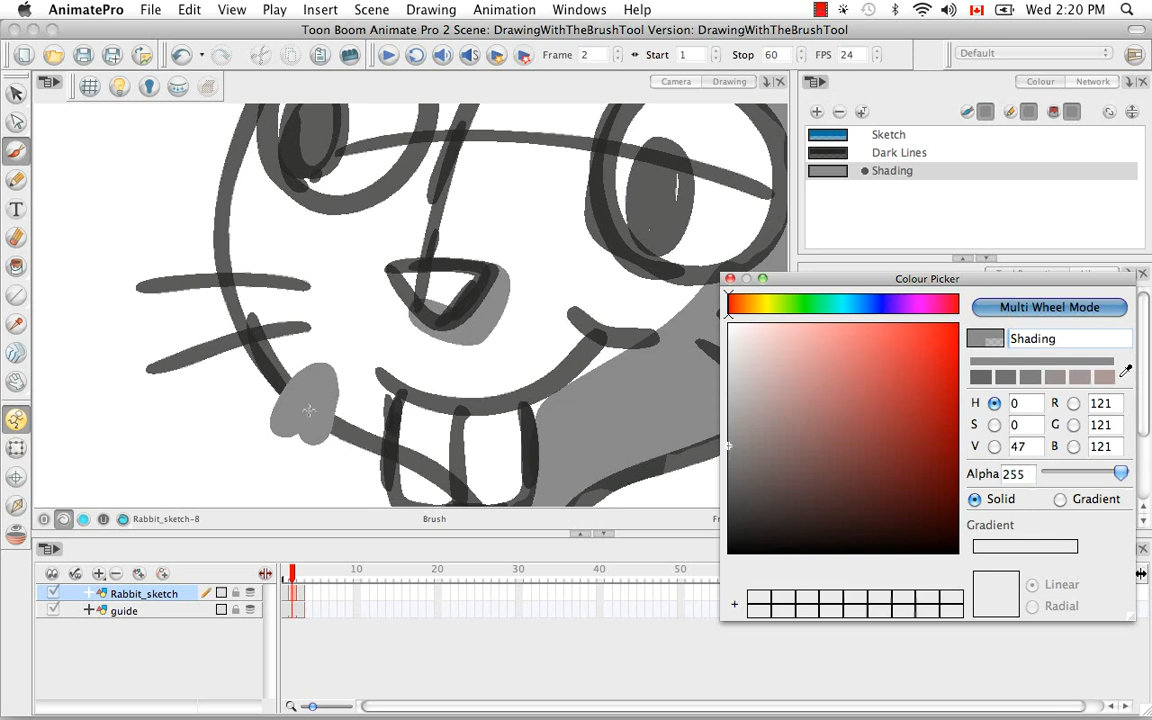 AnimatePro File Edit View Play Insert Scene Drawing Animation Windows Help Wed 2:20 PM
Toon Boom Animate Pro 2 Scene: DrawingWithTheBrushTool Version: DrawingWithTheBrushTool
Frame 2 Start 1 Stop 60 FPS 24 Default
Camera Drawing Colour Network
Sketch
Dark Lines
Shading
Colour Picker
Multi Wheel Mode
Shading
H 0 R 121
S 0 G 121
V 47 B 121
Alpha 255
Solid Gradient
Gradient
Linear
Radial
Rabbit_sketch-8 Brush
10 20 30 40 50
Rabbit_sketch
guide